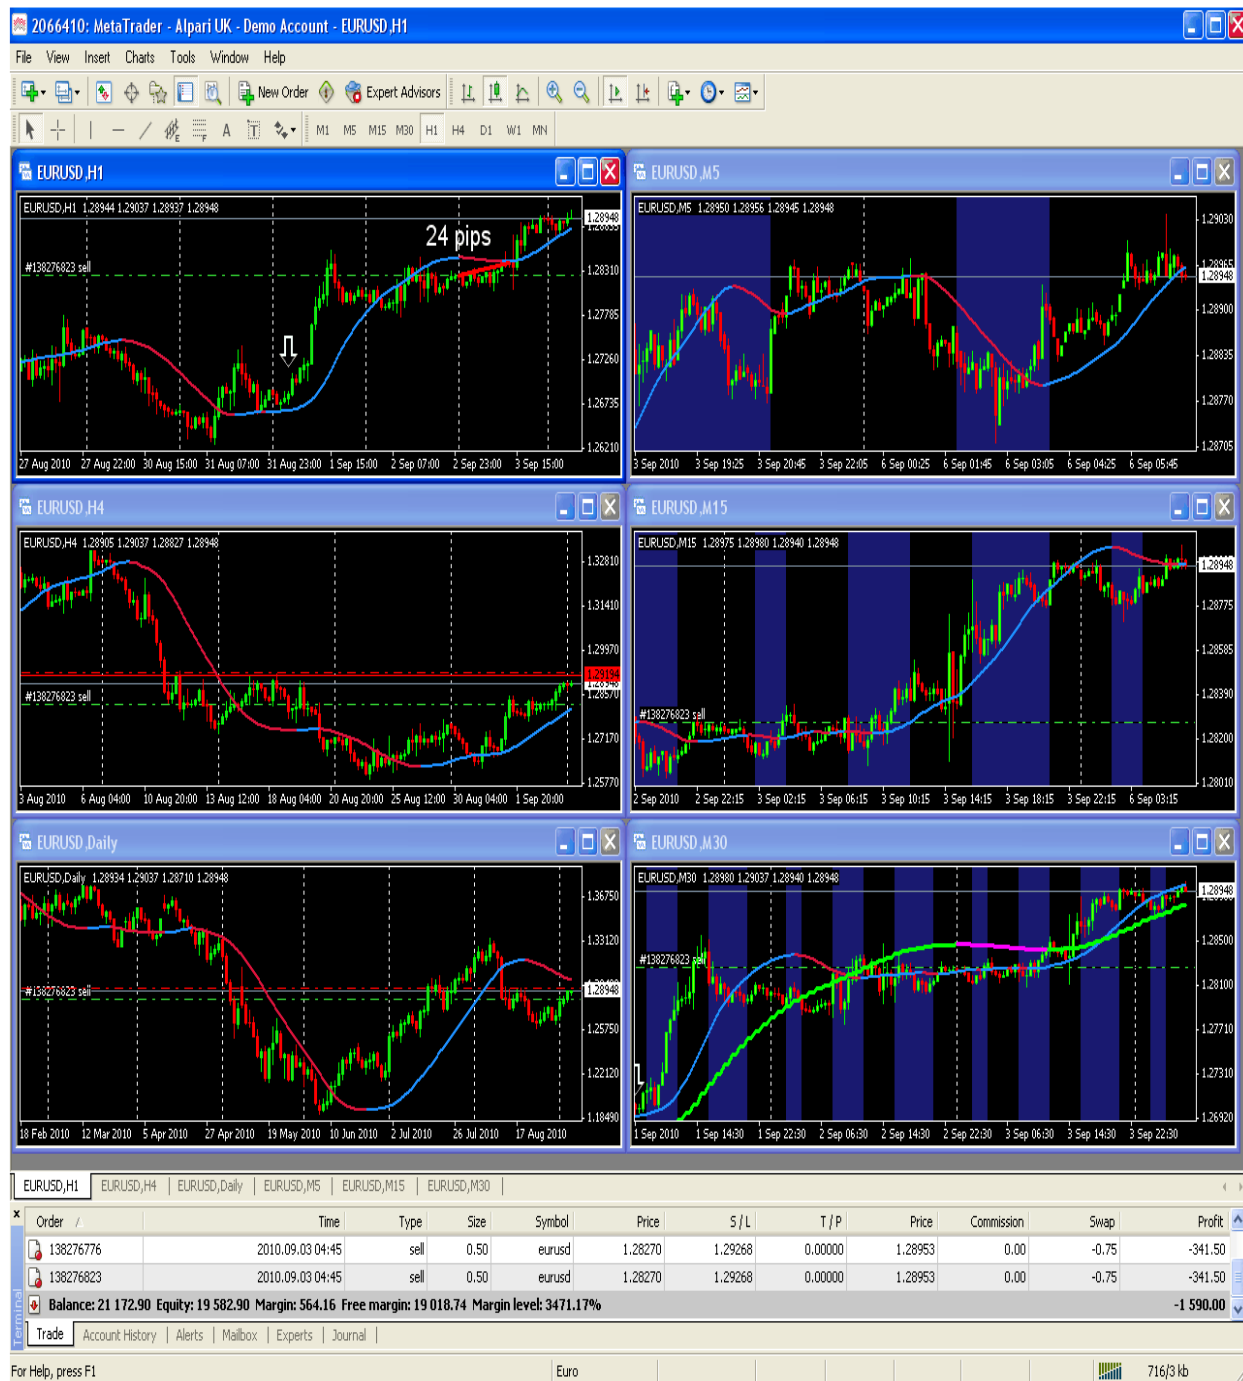 2066410: MetaTrader - Alpari UK - Demo Account - EURUSD,H1
File View Insert Charts Tools Window Help
New Order Expert Advisors
A T M1 M5 M15 M30 H1 H4 D1 W1 MN
EURUSD,H1
EURUSD,H1 1.28944 1.29037 1.28937 1.28948
24 pips
#138276823 sell
1.28948
1.28835
1.28310
1.27785
1.27260
1.26735
1.26210
27 Aug 2010 27 Aug 22:00 30 Aug 15:00 31 Aug 07:00 31 Aug 23:00 1 Sep 15:00 2 Sep 07:00 2 Sep 23:00 3 Sep 15:00
EURUSD,M5
EURUSD,M5 1.28950 1.28956 1.28945 1.28948
1.29030
1.28965
1.28948
1.28900
1.28835
1.28770
1.28705
3 Sep 2010 3 Sep 19:25 3 Sep 20:45 3 Sep 22:05 6 Sep 00:25 6 Sep 01:45 6 Sep 03:05 6 Sep 04:25 6 Sep 05:45
EURUSD,H4
EURUSD,H4 1.28905 1.29037 1.28827 1.28948
#138276823 sell
1.32810
1.31410
1.29970
1.29194
1.28948
1.28570
1.27170
1.25770
3 Aug 2010 6 Aug 04:00 10 Aug 20:00 13 Aug 12:00 18 Aug 04:00 20 Aug 20:00 25 Aug 12:00 30 Aug 04:00 1 Sep 20:00
EURUSD,M15
EURUSD,M15 1.28975 1.28980 1.28940 1.28948
#138276823 sell
1.28948
1.28775
1.28585
1.28390
1.28200
1.28010
2 Sep 2010 2 Sep 22:15 3 Sep 02:15 3 Sep 06:15 3 Sep 10:15 3 Sep 14:15 3 Sep 18:15 3 Sep 22:15 6 Sep 03:15
EURUSD,Daily
EURUSD,Daily 1.28934 1.29037 1.28710 1.28948
#138276823 sell
1.36750
1.33120
1.28948
1.25750
1.22120
1.18490
18 Feb 2010 12 Mar 2010 5 Apr 2010 27 Apr 2010 19 May 2010 10 Jun 2010 2 Jul 2010 26 Jul 2010 17 Aug 2010
EURUSD,M30
EURUSD,M30 1.28980 1.29037 1.28940 1.28948
#138276823 sell
1.28948
1.28500
1.28100
1.27710
1.27310
1.26920
1 Sep 2010 1 Sep 14:30 1 Sep 22:30 2 Sep 06:30 2 Sep 14:30 2 Sep 22:30 3 Sep 06:30 3 Sep 14:30 3 Sep 22:30
EURUSD,H1 EURUSD,H4 EURUSD,Daily EURUSD,M5 EURUSD,M15 EURUSD,M30
Order Time Type Size Symbol Price S / L T / P Price Commission Swap Profit
138276776 2010.09.03 04:45 sell 0.50 eurusd 1.28270 1.29268 0.00000 1.28953 0.00 -0.75 -341.50
138276823 2010.09.03 04:45 sell 0.50 eurusd 1.28270 1.29268 0.00000 1.28953 0.00 -0.75 -341.50
Balance: 21 172.90 Equity: 19 582.90 Margin: 564.16 Free margin: 19 018.74 Margin level: 3471.17% -1 590.00
Terminal
Trade Account History Alerts Mailbox Experts Journal
For Help, press F1 Euro 716/3 kb